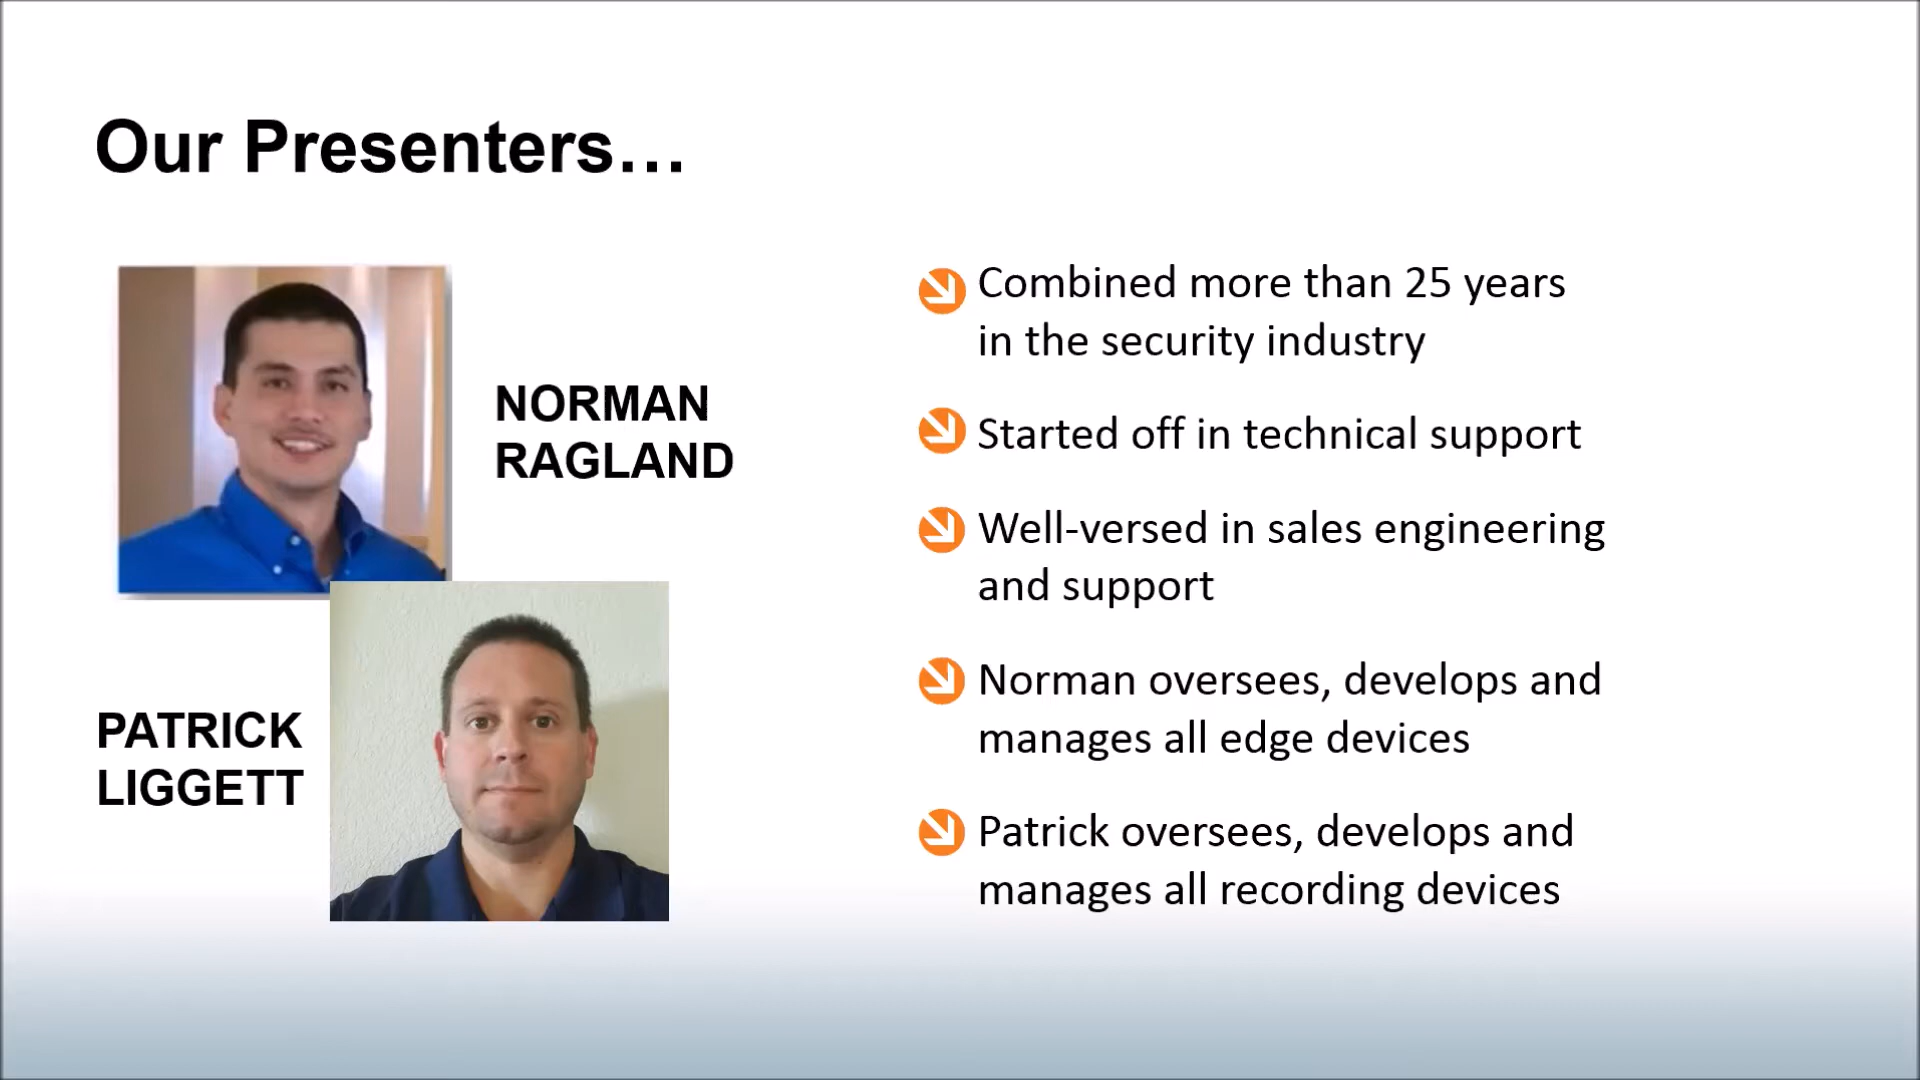 Our Presenters…
NORMAN
RAGLAND
PATRICK
LIGGETT
Combined more than 25 years
in the security industry
Started off in technical support
Well-versed in sales engineering
and support
Norman oversees, develops and
manages all edge devices
Patrick oversees, develops and
manages all recording devices